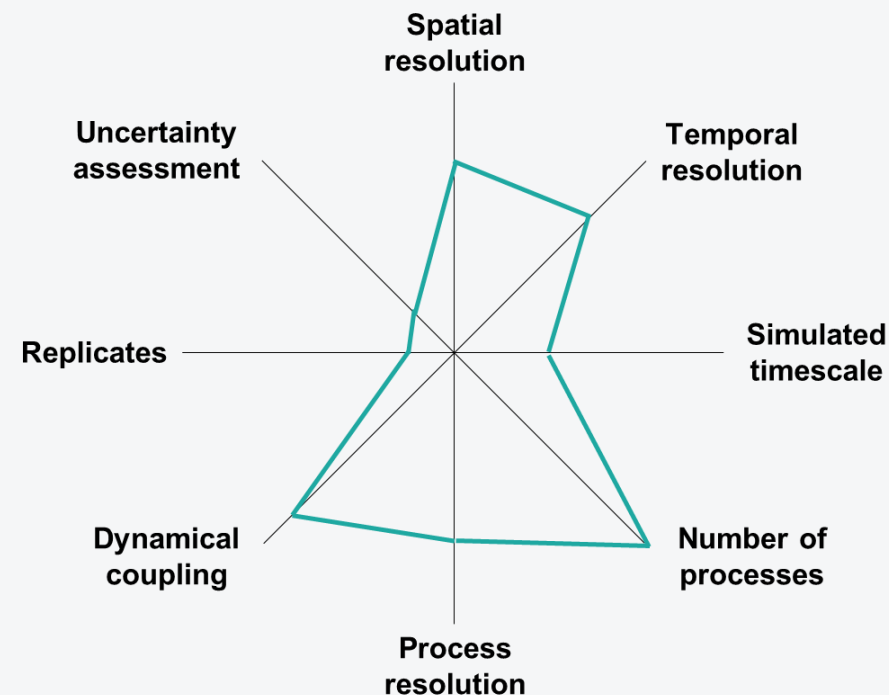 Spatial
resolution
Uncertainty
assessment
Temporal
resolution
Replicates
Simulated
timescale
Dynamical
coupling
Number of
processes
Process
resolution